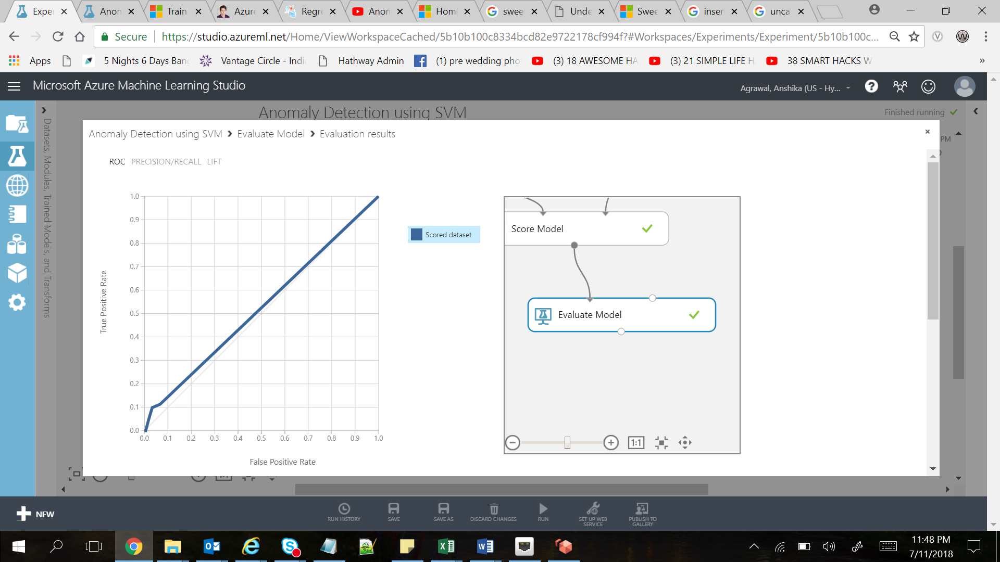 Exper
Anon
Train
Azure
Regre
Anon
Hom
swee
Unde
Swee
inser
unca
Secure
https://studio.azureml.net/Home/ViewWorkspaceCached/5b10b100c8334bcd82e9722178cf994f?#Workspaces/Experiments/Experiment/5b10b100c...
Apps
5 Nights 6 Days Ban
Vantage Circle - Indi
Hathway Admin
(1) pre wedding pho
(3) 18 AWESOME HA
(3) 21 SIMPLE LIFE H
38 SMART HACKS W
»
Microsoft Azure Machine Learning Studio
Agrawal, Anshika (US - Hy...
Anomaly Detection using SVM
Finished running
Datasets, Modules, Trained Models, and Transforms
PM
Anomaly Detection using SVM > Evaluate Model > Evaluation results
ROC PRECISION/RECALL LIFT
True Positive Rate
1.0
0.9
0.8
0.7
0.6
0.5
0.4
0.3
0.2
0.1
0.0
0.0 0.1 0.2 0.3 0.4 0.5 0.6 0.7 0.8 0.9 1.0
False Positive Rate
Scored dataset
Score Model
Evaluate Model
1:1
NEW
RUN HISTORY
SAVE
SAVE AS
DISCARD CHANGES
RUN
SET UP WEB
SERVICE
PUBLISH TO
GALLERY
11:48 PM
7/11/2018